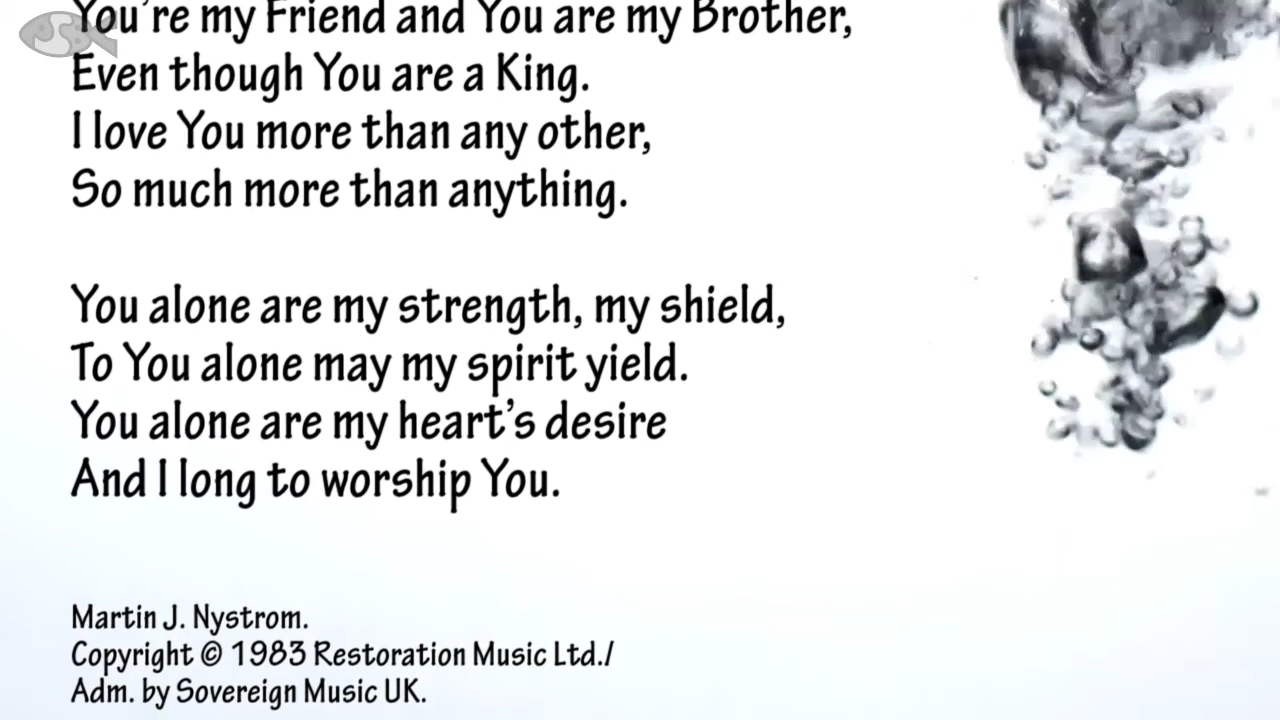 You're my Friend and You are my Brother,
Even though You are a King.
I love You more than any other,
So much more than anything.
You alone are my strength, my shield,
To You alone may my spirit yield.
You alone are my heart's desire
And I long to worship You.
Martin J. Nystrom.
Copyright © 1983 Restoration Music Ltd./
Adm. by Sovereign Music UK.